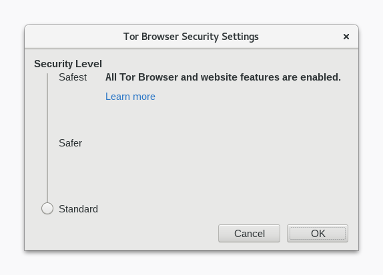 Tor Browser Security Settings
×
Security Level
Safest
All Tor Browser and website features are enabled.
Learn more
Safer
Standard
Cancel
OK